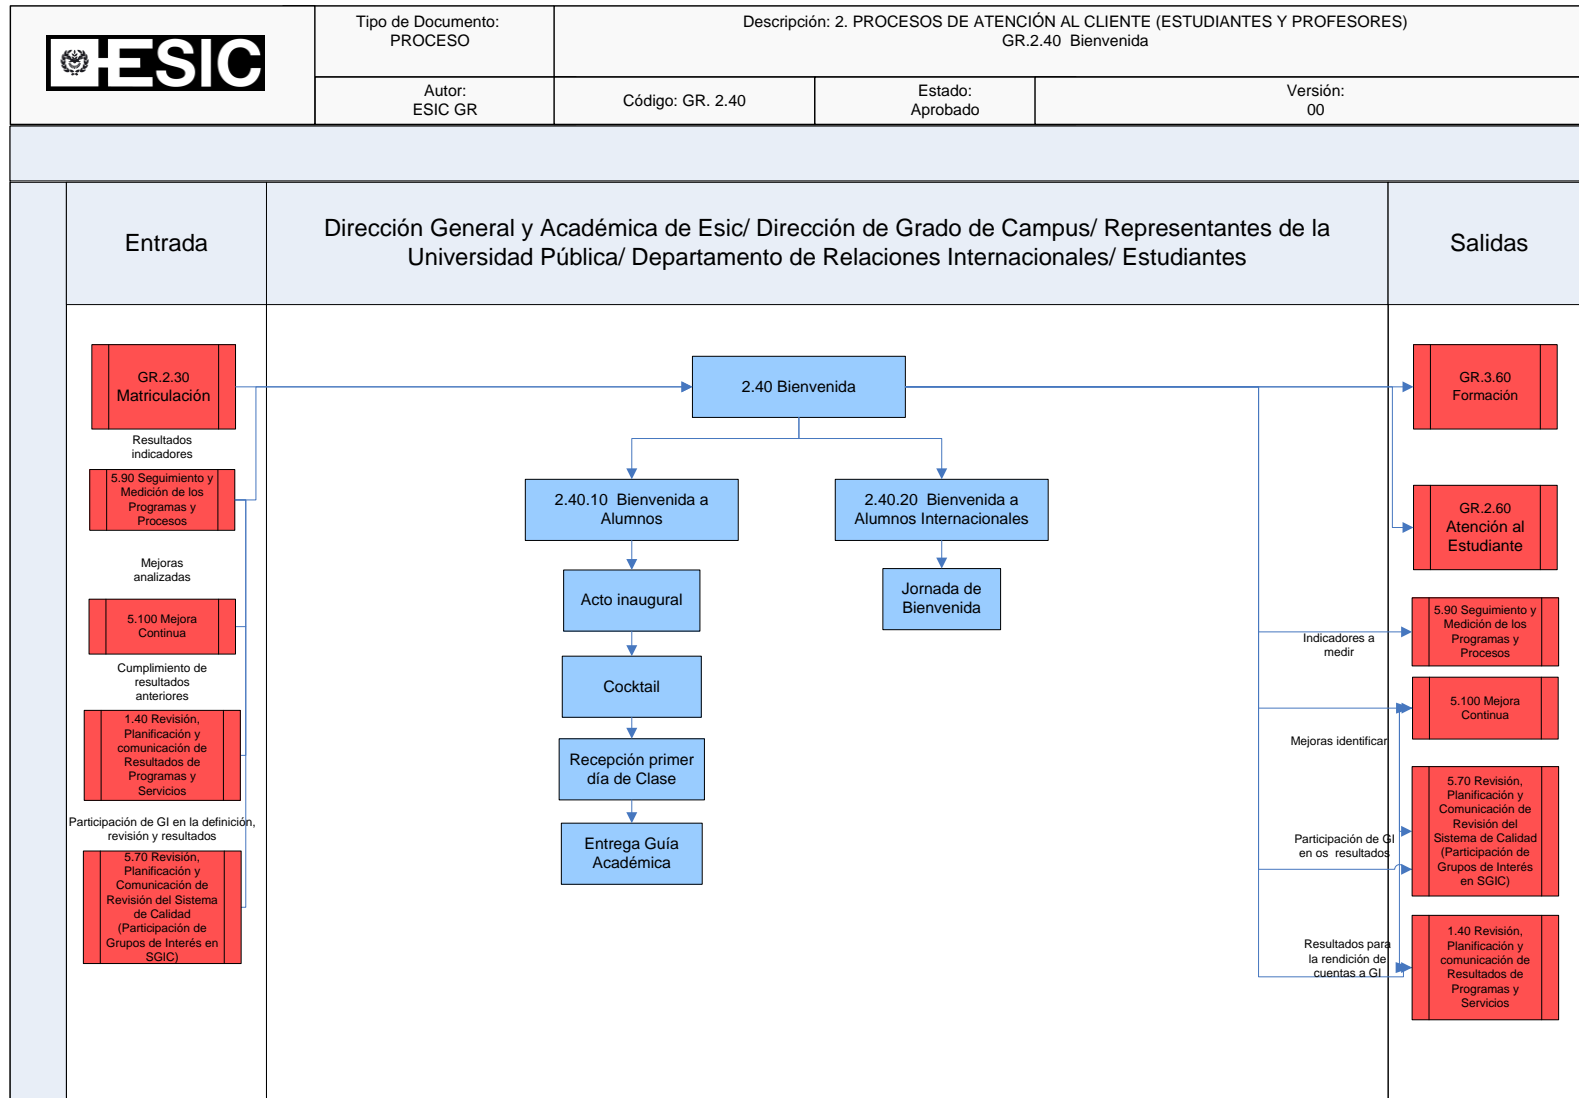 ESIC
Tipo de Documento:
PROCESO
Descripción: 2. PROCESOS DE ATENCIÓN AL CLIENTE (ESTUDIANTES Y PROFESORES)
GR.2.40 Bienvenida
Autor:
ESIC GR
Código: GR. 2.40
Estado:
Aprobado
Versión:
00
Entrada
Dirección General y Académica de Esic/ Dirección de Grado de Campus/ Representantes de la
Universidad Pública/ Departamento de Relaciones Internacionales/ Estudiantes
Salidas
GR.2.30
Matriculación
Resultados
indicadores
5.90 Seguimiento y
Medición de los
Programas y
Procesos
Mejoras
analizadas
5.100 Mejora
Continua
Cumplimiento de
resultados
anteriores
1.40 Revisión,
Planificación y
comunicación de
Resultados de
Programas y
Servicios
Participación de GI en la definición,
revisión y resultados
5.70 Revisión,
Planificación y
Comunicación de
Revisión del Sistema
de Calidad
(Participación de
Grupos de Interés en
SGIC)
2.40 Bienvenida
2.40.10 Bienvenida a
Alumnos
2.40.20 Bienvenida a
Alumnos Internacionales
Acto inaugural
Jornada de
Bienvenida
Cocktail
Recepción primer
día de Clase
Entrega Guía
Académica
GR.3.60
Formación
GR.2.60
Atención al
Estudiante
Indicadores a
medir
5.90 Seguimiento y
Medición de los
Programas y
Procesos
Mejoras identificar
5.100 Mejora
Continua
Participación de GI
en os resultados
5.70 Revisión,
Planificación y
Comunicación de
Revisión del
Sistema de Calidad
(Participación de
Grupos de Interés
en SGIC)
Resultados para
la rendición de
cuentas a GI
1.40 Revisión,
Planificación y
comunicación de
Resultados de
Programas y
Servicios